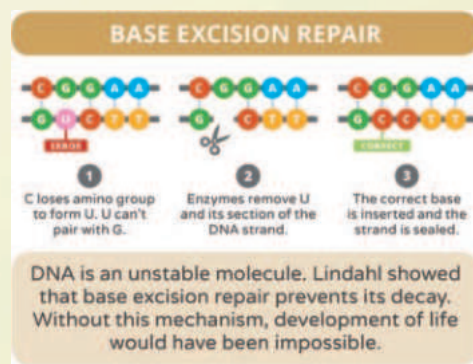 BASE EXCISION REPAIR
C G G A A
G U C T T
ERROR
C G G A A
G C T T
C G G A A
G C C T T
CORRECT
1
C loses amino group
to form U. U can't
pair with G.
2
Enzymes remove U
and its section of the
DNA strand.
3
The correct base
is inserted and the
strand is sealed.
DNA is an unstable molecule. Lindahl showed
that base excision repair prevents its decay.
Without this mechanism, development of life
would have been impossible.